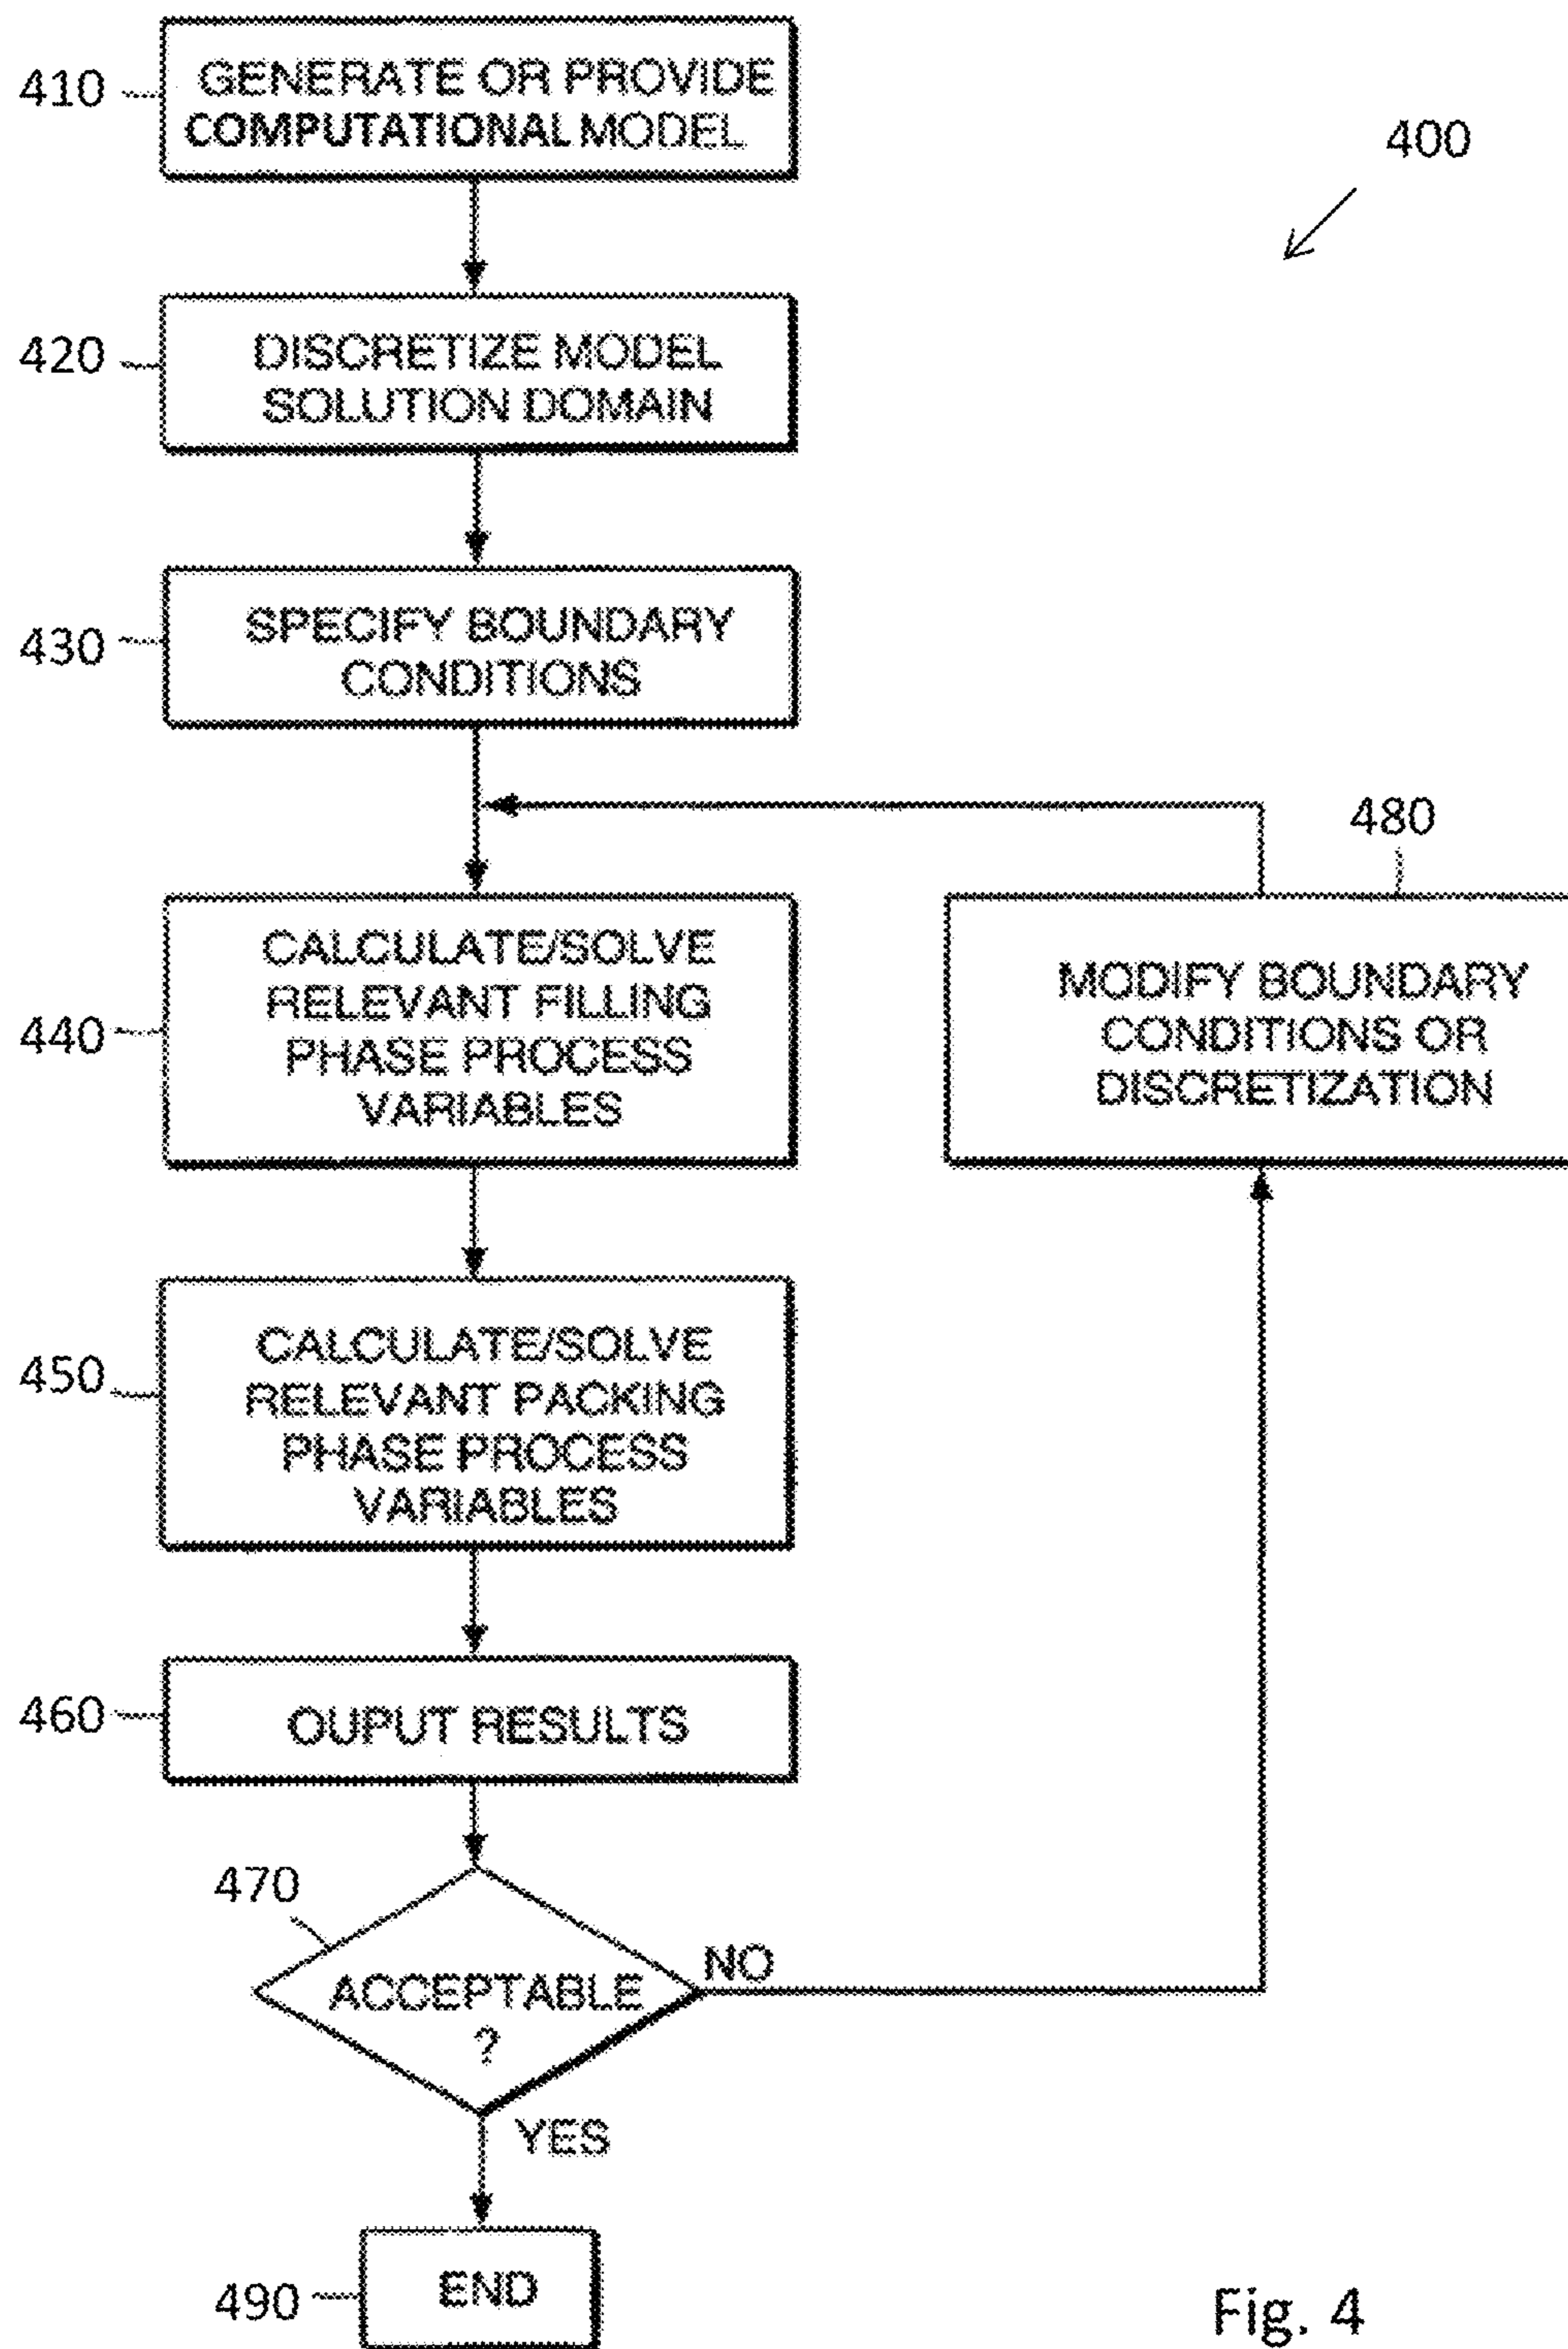 410
GENERATE OR PROVIDE
COMPUTATIONAL MODEL
400
420
DISCRETIZE MODEL
SOLUTION DOMAIN
430
SPECIFY BOUNDARY
CONDITIONS
440
CALCULATE/SOLVE
RELEVANT FILLING
PHASE PROCESS
VARIABLES
480
MODIFY BOUNDARY
CONDITIONS OR
DISCRETIZATION
450
CALCULATE/SOLVE
RELEVANT PACKING
PHASE PROCESS
VARIABLES
460
OUPUT RESULTS
470
ACCEPTABLE
?
NO
YES
490
END
Fig. 4